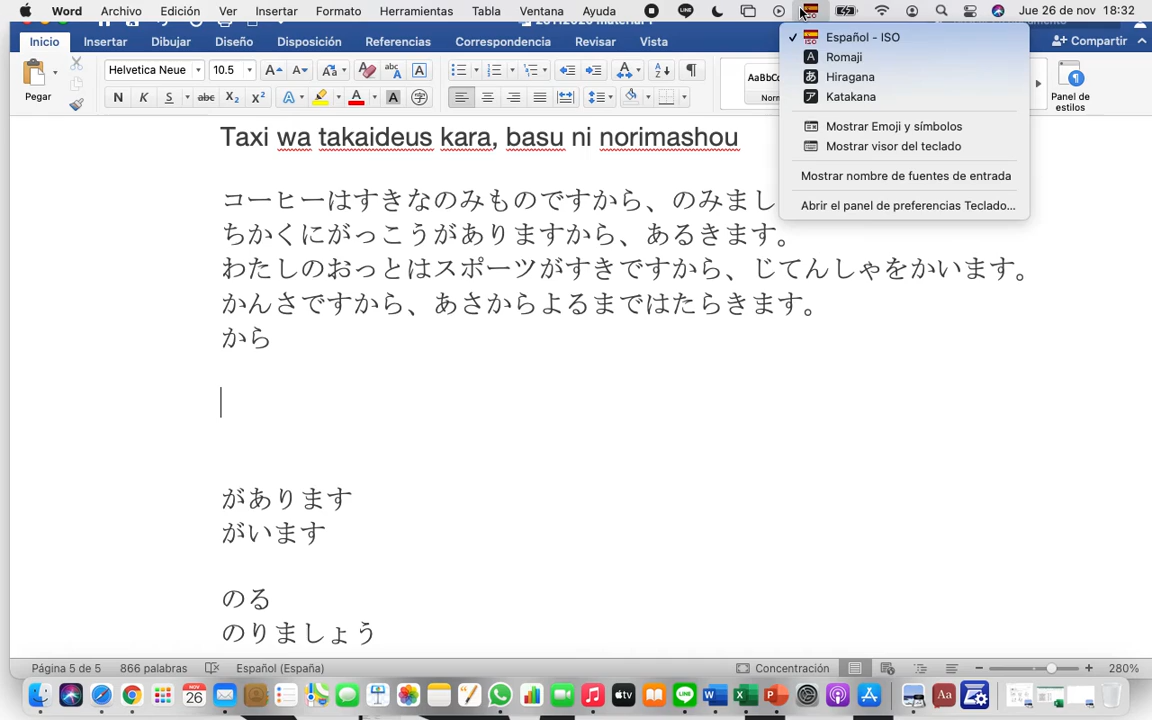 Word Archivo Edición Ver Insertar Formato Herramientas Tabla Ventana Ayuda Jue 26 de nov 18:32
Inicio Insertar Dibujar Diseño Disposición Referencias Correspondencia Revisar Vista Compartir
Pegar
Helvetica Neue 10.5
N K S abc X₂ X²
AaBbCc
Norm
Panel de
estilos
Español - ISO
Romaji
Hiragana
Katakana
Mostrar Emoji y símbolos
Mostrar visor del teclado
Mostrar nombre de fuentes de entrada
Abrir el panel de preferencias Teclado...
Taxi wa takaideus kara, basu ni norimashou
コーヒーはすきなのみものですから、のみまし
ちかくにがっこうがありますから、あるきます。
わたしのおっとはスポーツがすきですから、じてんしゃをかいます。
かんさですから、あさからよるまではたらきます。
から
があります
がいます
のる
のりましょう
Página 5 de 5 866 palabras Español (España) Concentración 280%